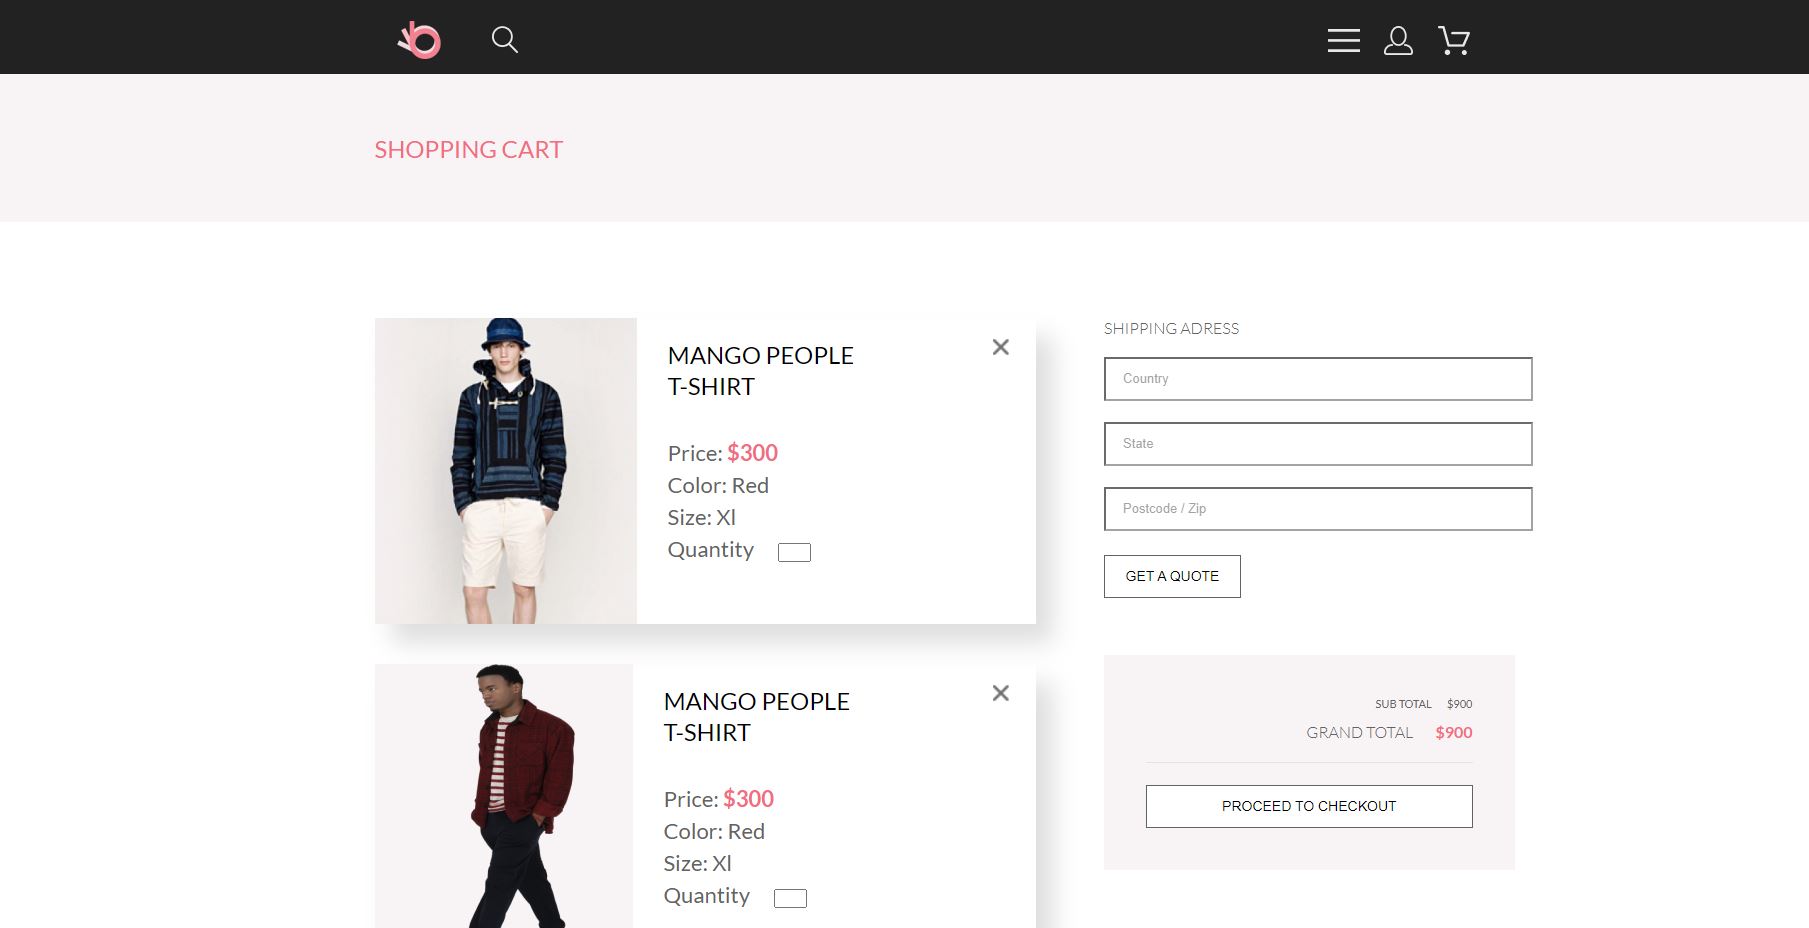 SHOPPING CART
MANGO PEOPLE
T-SHIRT
Price: $300
Color: Red
Size: Xl
Quantity
MANGO PEOPLE
T-SHIRT
Price: $300
Color: Red
Size: Xl
Quantity
SHIPPING ADRESS
Country
State
Postcode / Zip
GET A QUOTE
SUB TOTAL $900
GRAND TOTAL $900
PROCEED TO CHECKOUT